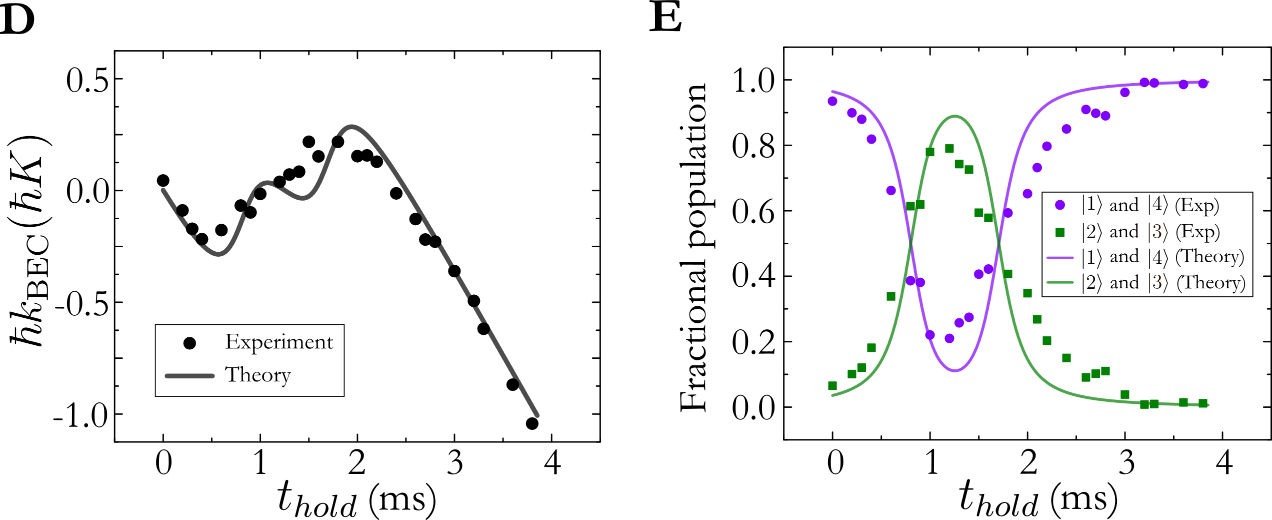 D
0.5
0.0
-0.5
-1.0
ħk_BEC(ħK)
Experiment
Theory
0 1 2 3 4
t_hold (ms)
E
1.0
0.8
0.6
0.4
0.2
0.0
Fractional population
|1⟩ and |4⟩ (Exp)
|2⟩ and |3⟩ (Exp)
|1⟩ and |4⟩ (Theory)
|2⟩ and |3⟩ (Theory)
0 1 2 3 4
t_hold (ms)